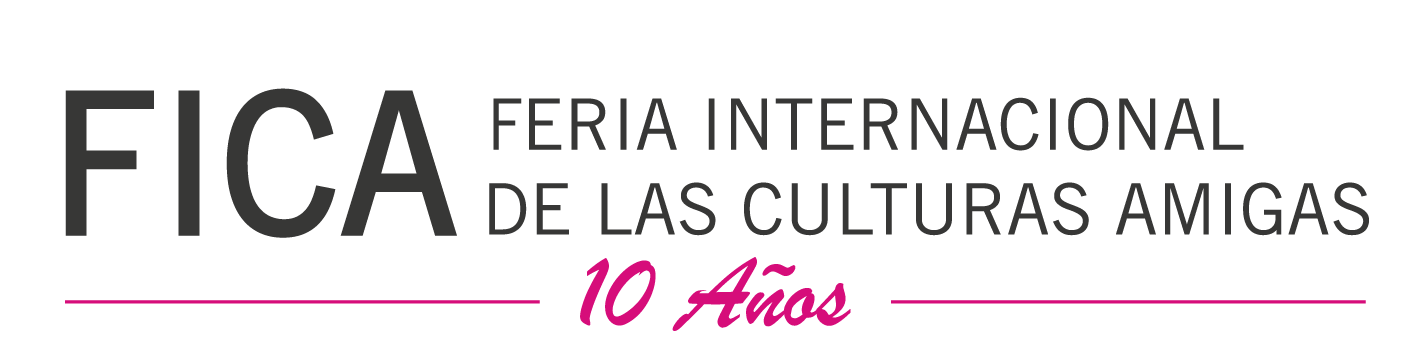 FICA
FERIA INTERNACIONAL
DE LAS CULTURAS AMIGAS
10 Años